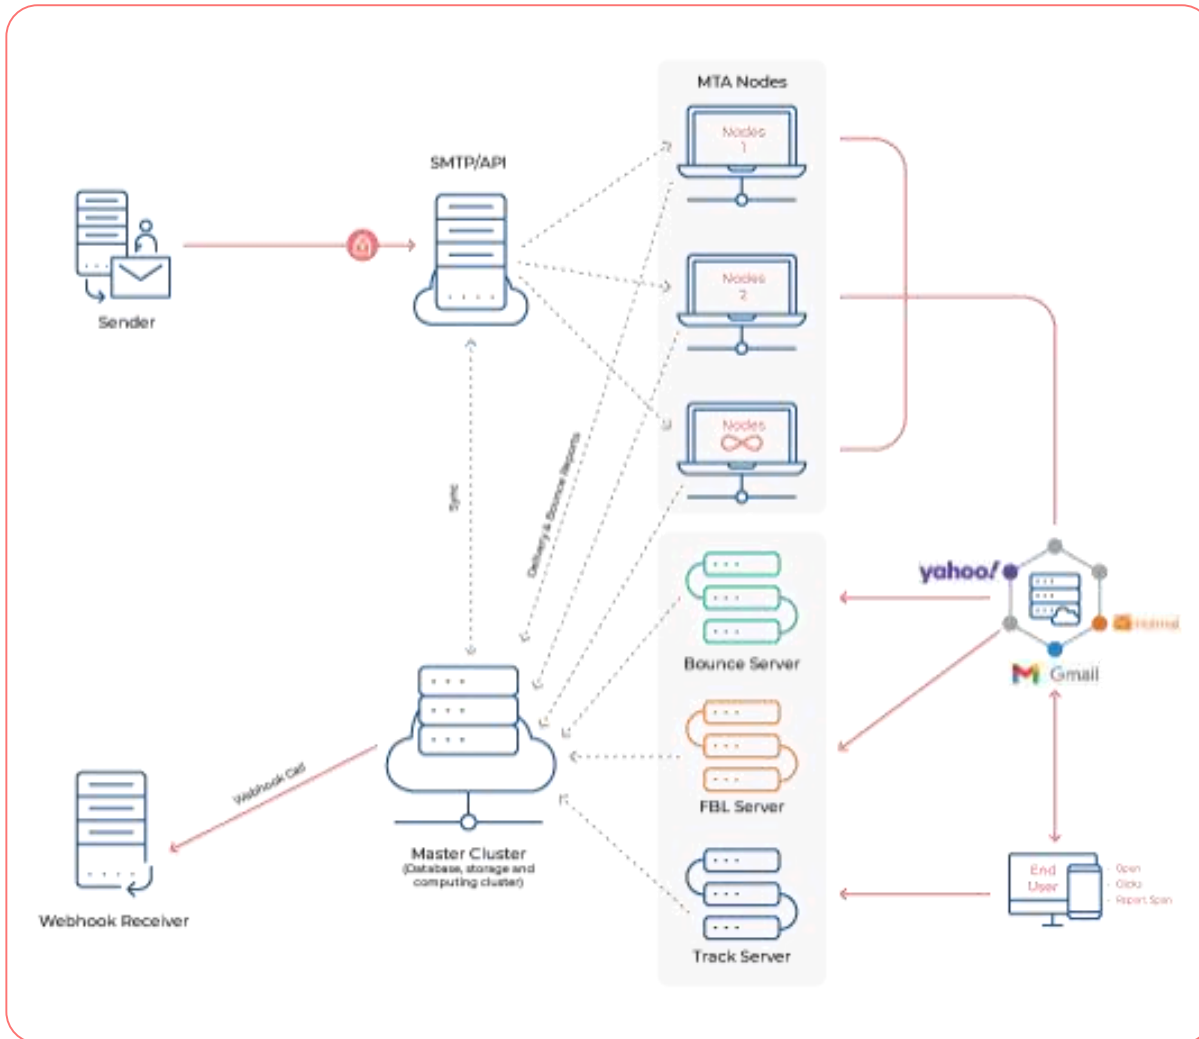 MTA Nodes
Nodes
1
SMTP/API
Sender
Nodes
2
Nodes
Sync
Delivery & Bounce Reports
yahoo!
Hotmail
Gmail
Bounce Server
FBL Server
Webhook Call
Master Cluster
(Database, storage and
computing cluster)
Webhook Receiver
End
User
- Open
- Clicks
- Report Spam
Track Server